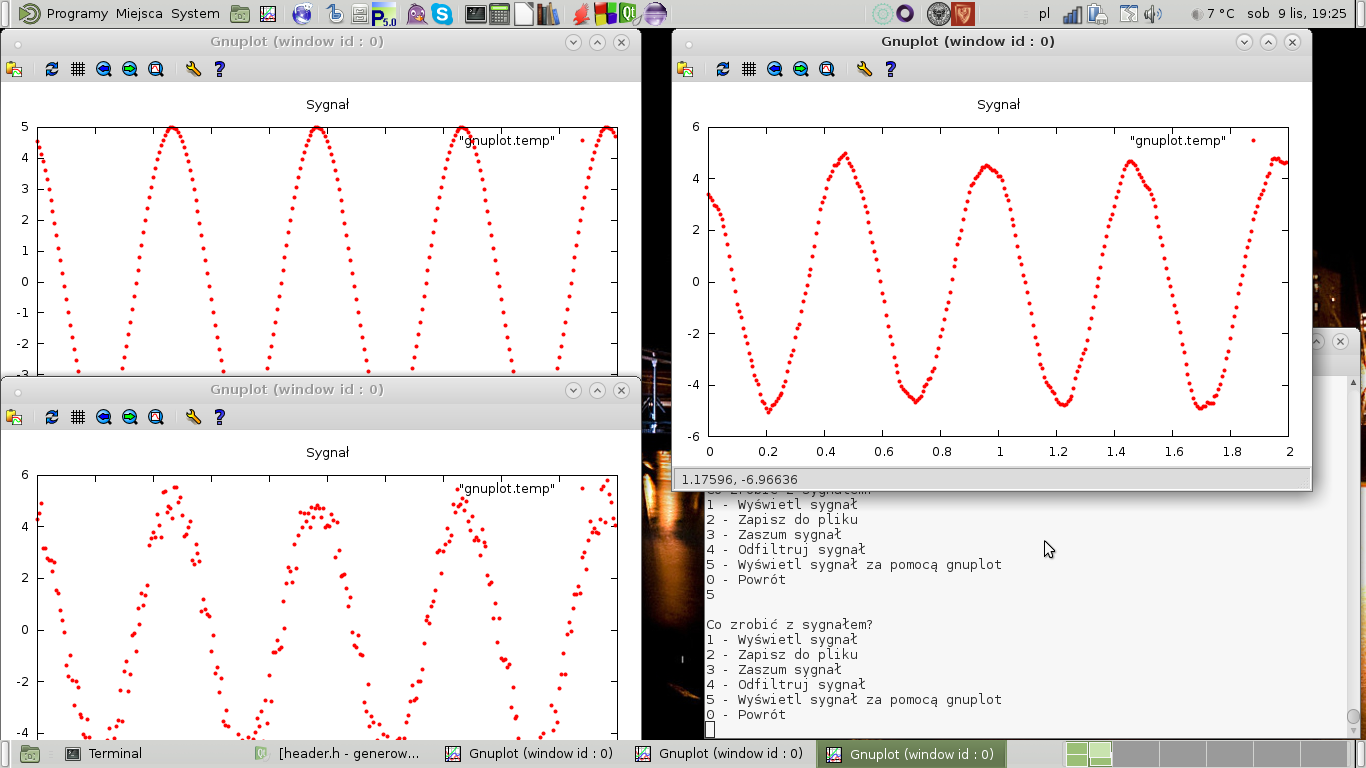 Programy Miejsca System
P5.0
Qt
pl
7 °C
sob 9 lis, 19:25
Gnuplot (window id : 0)
Sygnał
"gnuplot.temp"
5
4
3
2
1
0
-1
-2
-3
Gnuplot (window id : 0)
Sygnał
"gnuplot.temp"
6
4
2
0
-2
-4
-6
0 0.2 0.4 0.6 0.8 1 1.2 1.4 1.6 1.8 2
1.17596, -6.96636
Gnuplot (window id : 0)
Sygnał
"gnuplot.temp"
6
4
2
0
-2
-4
Co zrobić z sygnałem?
1 - Wyświetl sygnał
2 - Zapisz do pliku
3 - Zaszum sygnał
4 - Odfiltruj sygnał
5 - Wyświetl sygnał za pomocą gnuplot
0 - Powrót
5
Co zrobić z sygnałem?
1 - Wyświetl sygnał
2 - Zapisz do pliku
3 - Zaszum sygnał
4 - Odfiltruj sygnał
5 - Wyświetl sygnał za pomocą gnuplot
0 - Powrót
Terminal
[header.h - generow...
Gnuplot (window id : 0)
Gnuplot (window id : 0)
Gnuplot (window id : 0)